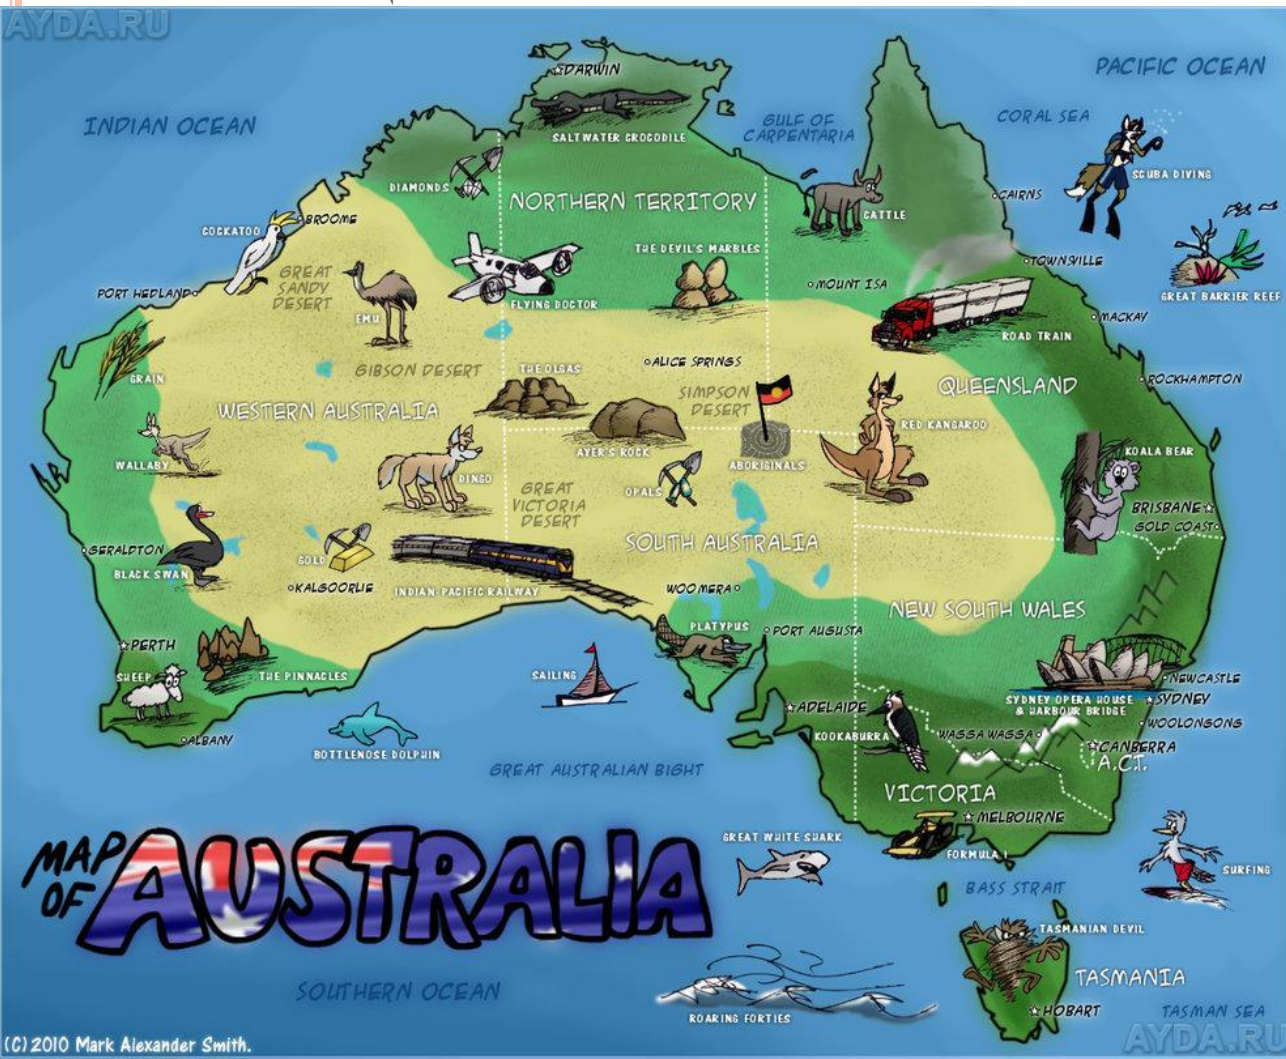 AYDA.RU
DARWIN
PACIFIC OCEAN
INDIAN OCEAN
SALTWATER CROCODILE
GULF OF
CARPENTARIA
CORAL SEA
SCUBA DIVING
DIAMONDS
NORTHERN TERRITORY
CATTLE
CAIRNS
COCKATOO
BROOME
THE DEVIL'S MARBLES
TOWNSVILLE
GREAT
SANDY
DESERT
PORT HEDLAND
FLYING DOCTOR
MOUNT ISA
GREAT BARRIER REEF
EMU
MACKAY
ROAD TRAIN
GRAIN
GIBSON DESERT
THE OLGAS
ALICE SPRINGS
SIMPSON
DESERT
QUEENSLAND
ROCKHAMPTON
WESTERN AUSTRALIA
RED KANGAROO
WALLABY
DINGO
AYER'S ROCK
ABORIGINALS
KOALA BEAR
OPALS
GREAT
VICTORIA
DESERT
BRISBANE
GOLD COAST
GERALDTON
BLACK SWAN
GOLD
KALGOORLIE
INDIAN-PACIFIC RAILWAY
SOUTH AUSTRALIA
WOOMERA
NEW SOUTH WALES
PLATYPUS
PORT AUGUSTA
PERTH
SHEEP
THE PINNACLES
SAILING
NEWCASTLE
SYDNEY OPERA HOUSE
& HARBOUR BRIDGE
SYDNEY
ADELAIDE
KOOKABURRA
WAGGA WAGGA
WOOLONGONG
CANBERRA
A.C.T.
ALBANY
BOTTLENOSE DOLPHIN
GREAT AUSTRALIAN BIGHT
VICTORIA
MELBOURNE
MAP
OF
AUSTRALIA
GREAT WHITE SHARK
FORMULA 1
SURFING
BASS STRAIT
TASMANIAN DEVIL
TASMANIA
SOUTHERN OCEAN
ROARING FORTIES
HOBART
TASMAN SEA
(C) 2010 Mark Alexander Smith.
AYDA.RU